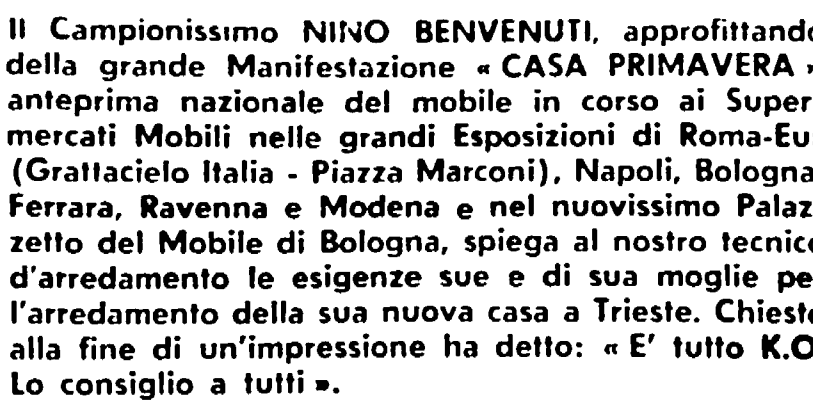 Il Campionissimo NINO BENVENUTI, approfittando
della grande Manifestazione « CASA PRIMAVERA »
anteprima nazionale del mobile in corso ai Super
mercati Mobili nelle grandi Esposizioni di Roma-Eu
(Grattacielo Italia - Piazza Marconi), Napoli, Bologna
Ferrara, Ravenna e Modena e nel nuovissimo Palaz
zetto del Mobile di Bologna, spiega al nostro tecnico
d'arredamento le esigenze sue e di sua moglie pe
l'arredamento della sua nuova casa a Trieste. Chiesto
alla fine di un'impressione ha detto: « E' tutto K.O
Lo consiglio a tutti ».